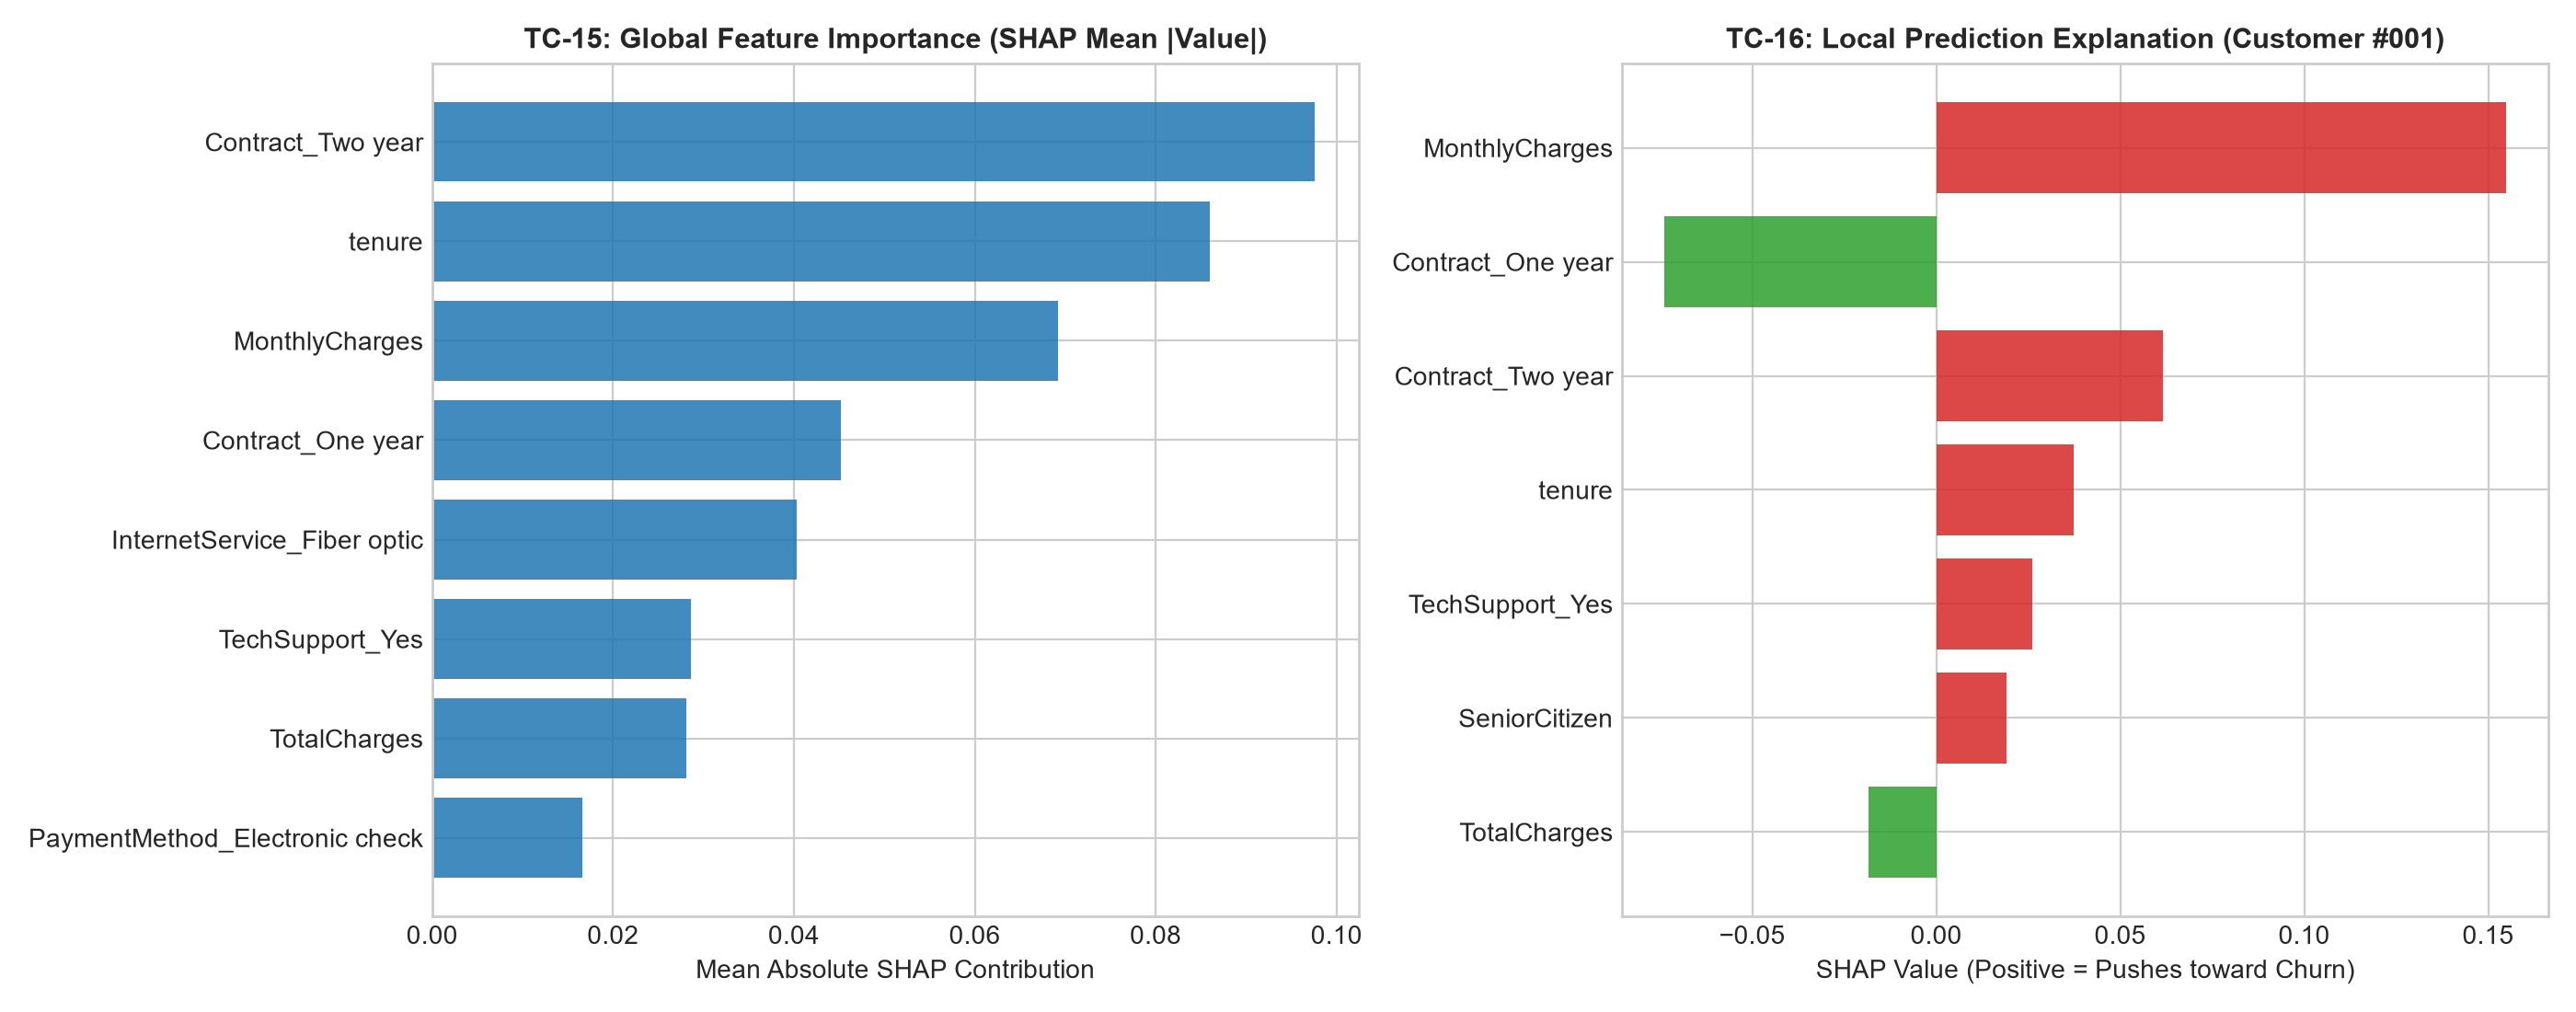 TC-15: Global Feature Importance (SHAP Mean |Value|)
Contract_Two year
tenure
MonthlyCharges
Contract_One year
InternetService_Fiber optic
TechSupport_Yes
TotalCharges
PaymentMethod_Electronic check
0.00 0.02 0.04 0.06 0.08 0.10
Mean Absolute SHAP Contribution
TC-16: Local Prediction Explanation (Customer #001)
MonthlyCharges
Contract_One year
Contract_Two year
tenure
TechSupport_Yes
SeniorCitizen
TotalCharges
−0.05 0.00 0.05 0.10 0.15
SHAP Value (Positive = Pushes toward Churn)